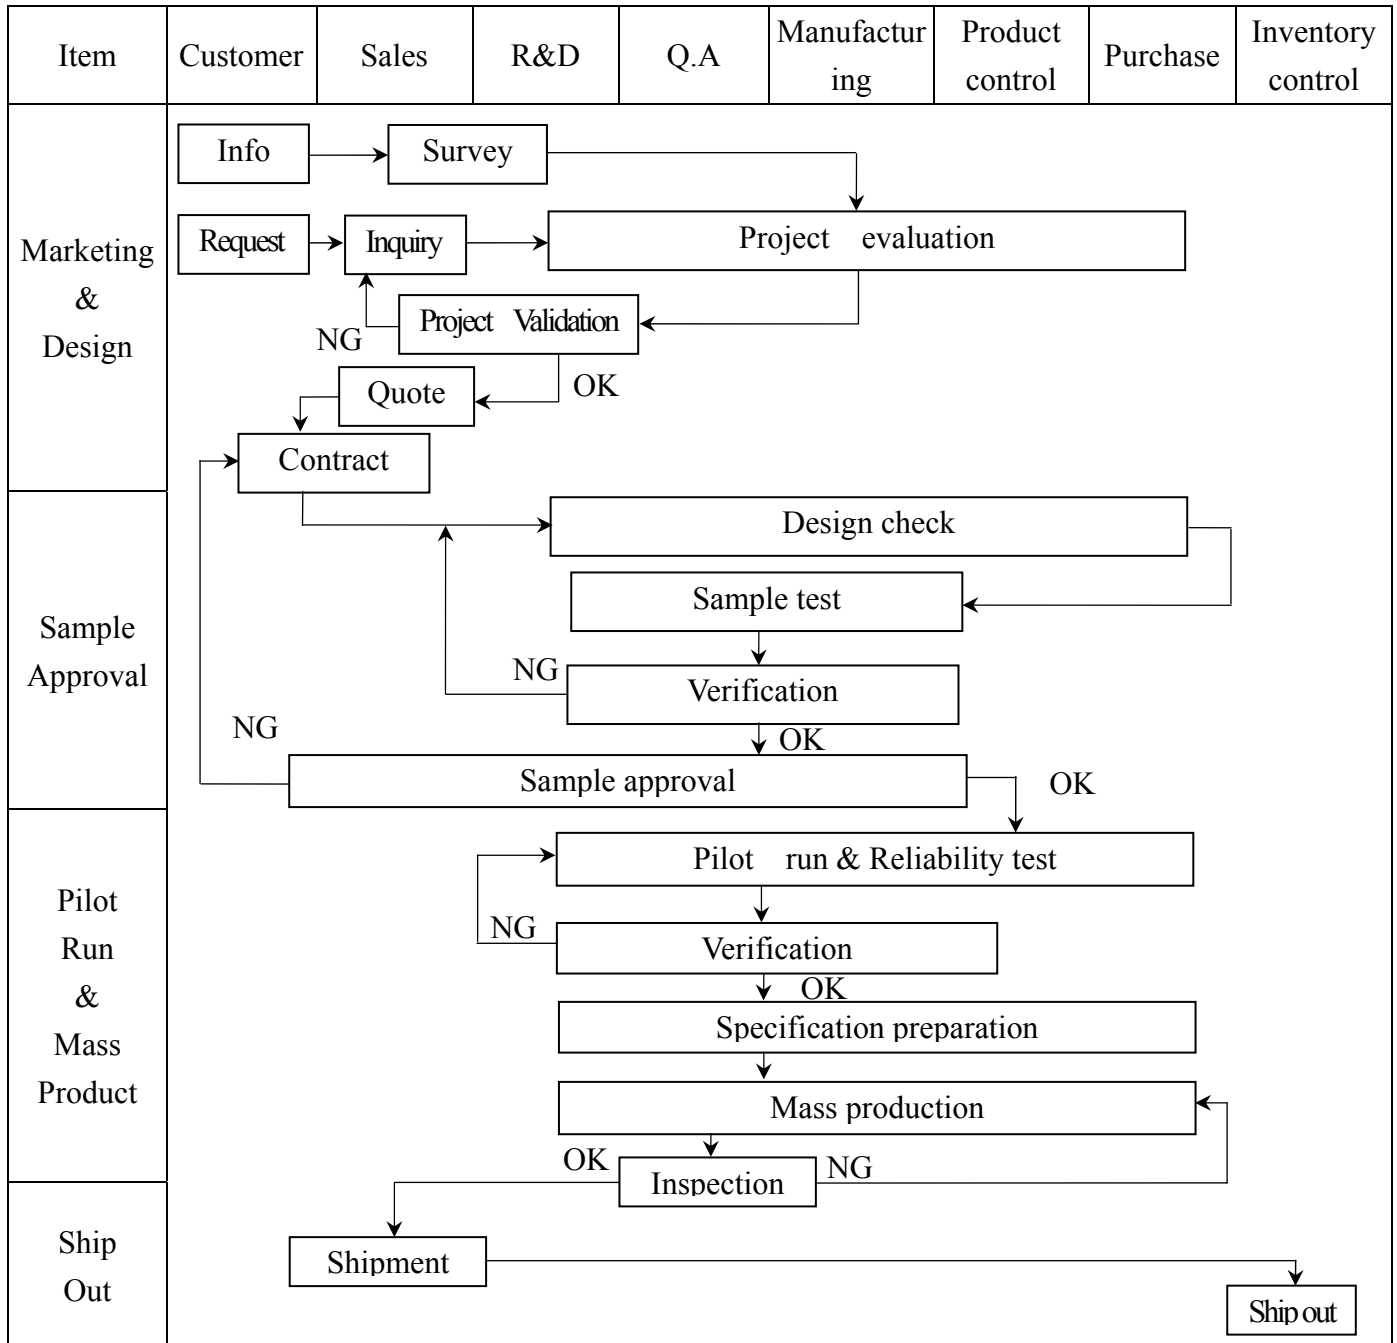 Item
Customer
Sales
R&D
Q.A
Manufactur
ing
Product
control
Purchase
Inventory
control
Marketing
&
Design
Info
Survey
Request
Inquiry
Project evaluation
Project Validation
NG
OK
Quote
Contract
Sample
Approval
Design check
Sample test
NG
Verification
NG
OK
Sample approval
OK
Pilot
Run
&
Mass
Product
Pilot run & Reliability test
NG
Verification
OK
Specification preparation
Mass production
OK
Inspection
NG
Ship
Out
Shipment
Ship out